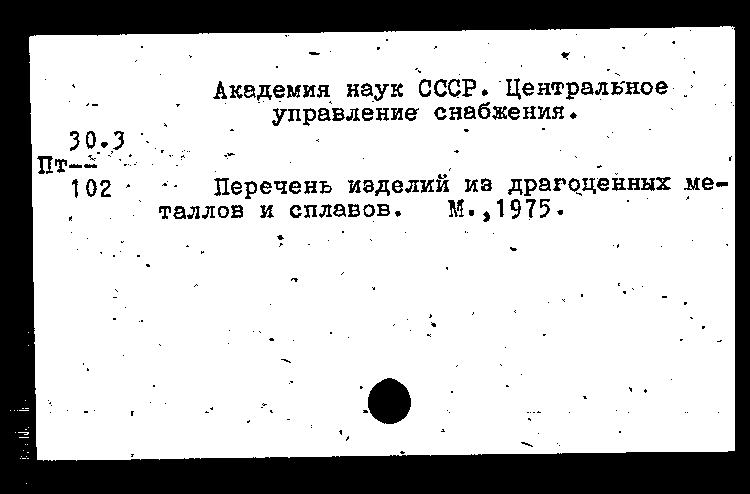 Академия наук СССР. Центральное
управление снабжения.
30.3
Пт--
102
Перечень изделий из драгоценных ме-
таллов и сплавов. М.,1975.